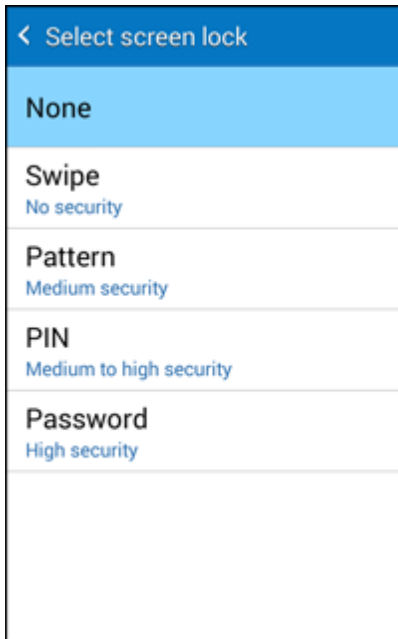 Select screen lock
None
Swipe
No security
Pattern
Medium security
PIN
Medium to high security
Password
High security